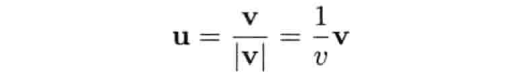 u = v/|v| = 1/v v